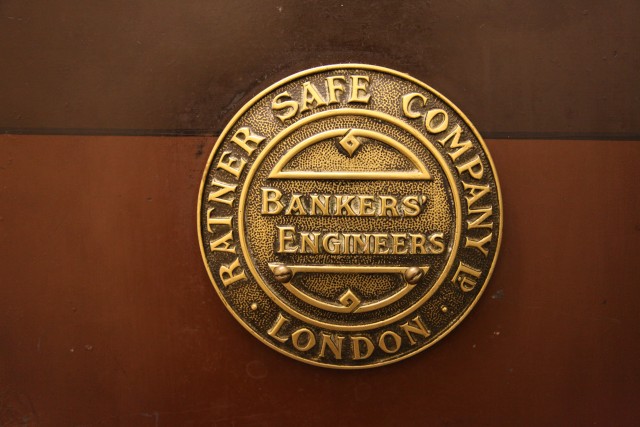 RATNER SAFE COMPANY LD
BANKERS'
ENGINEERS
LONDON